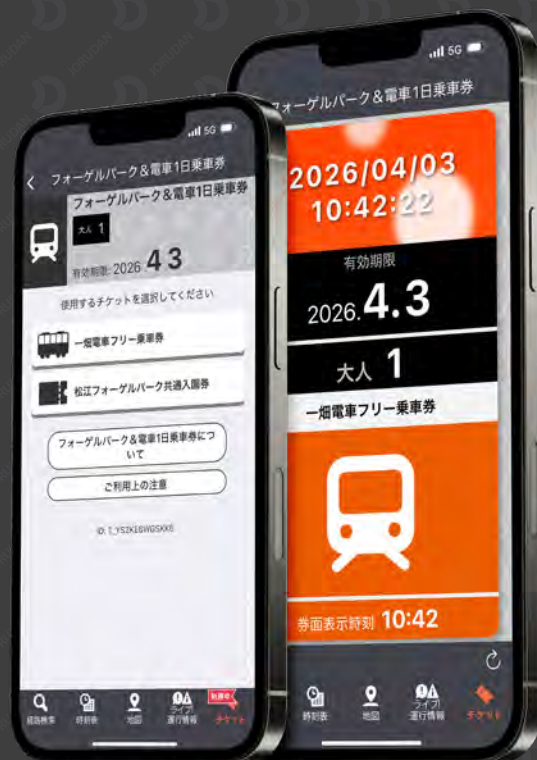 5G
フォーゲルパーク&電車1日乗車券
フォーゲルパーク&電車1日乗車券
大人 1
有効期限: 2026 4 3
使用するチケットを選択してください
一畑電車フリー乗車券
松江フォーゲルパーク共通入園券
フォーゲルパーク&電車1日乗車券につ
いて
ご利用上の注意
経路検索
時刻表
地図
ライブ!
運行情報
利用中
チケット
5G
フォーゲルパーク&電車1日乗車券
2026/04/03
10:42:22
有効期限
2026.4.3
大人 1
一畑電車フリー乗車券
券面表示時刻 10:42
時刻表
地図
ライブ!
運行情報
チケット
JORUDAN